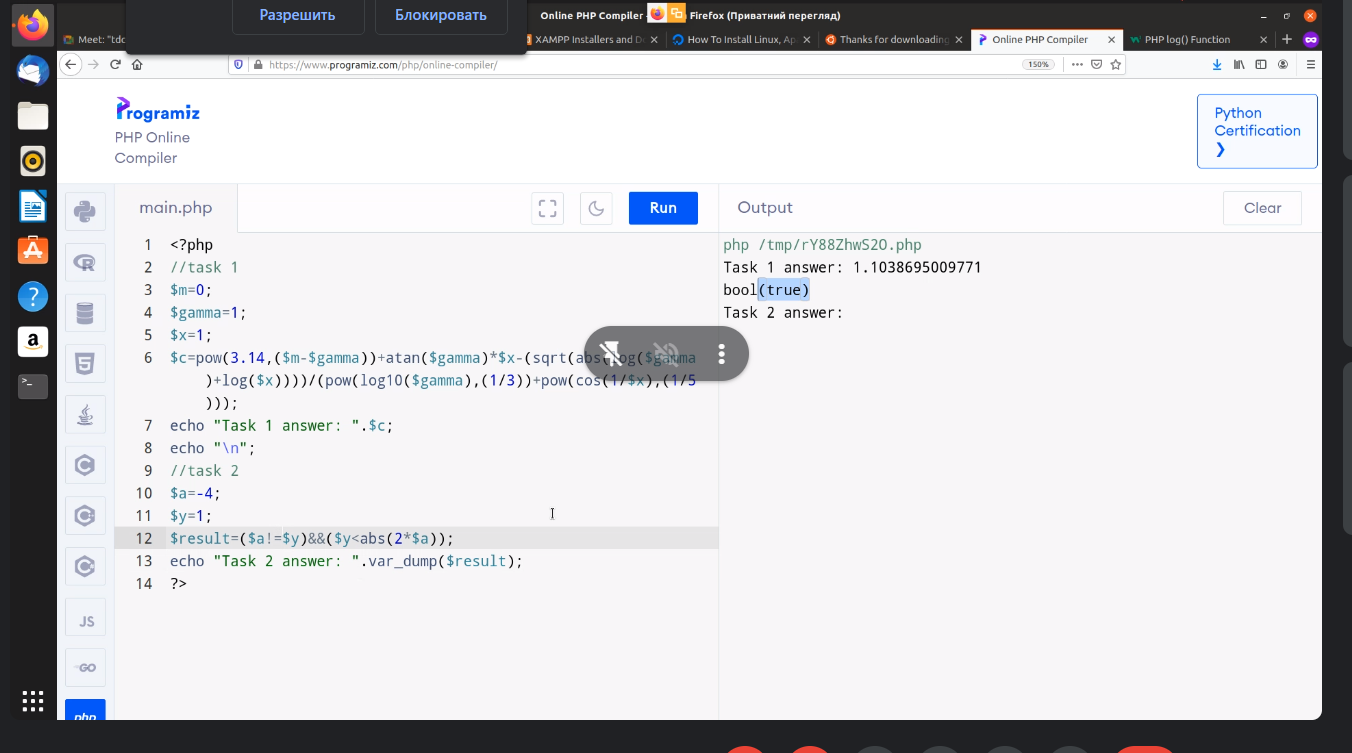 Разрешить
Блокировать
Online PHP Compiler
Firefox (Приватний перегляд)
Meet: "tdc
XAMPP Installers and D
How To Install Linux, Ap
Thanks for downloading
Online PHP Compiler
PHP log() Function
https://www.programiz.com/php/online-compiler/
150%
Programiz
PHP Online
Compiler
Python
Certification
main.php
Run
Output
Clear
1 <?php
2 //task 1
3 $m=0;
4 $gamma=1;
5 $x=1;
6 $c=pow(3.14,($m-$gamma))+atan($gamma)*$x-(sqrt(abs(log($gamma
)+log($x))))/(pow(log10($gamma),(1/3))+pow(cos(1/$x),(1/5
)));
7 echo "Task 1 answer: ".$c;
8 echo "\n";
9 //task 2
10 $a=-4;
11 $y=1;
12 $result=($a!=$y)&&($y<abs(2*$a));
13 echo "Task 2 answer: ".var_dump($result);
14 ?>
php /tmp/rY88ZhwS2O.php
Task 1 answer: 1.1038695009771
bool(true)
Task 2 answer:
JS
GO
php